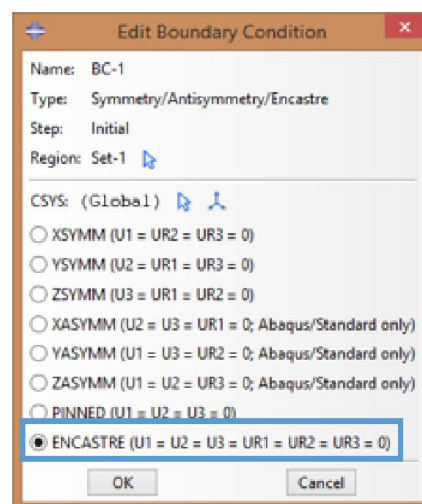 Edit Boundary Condition
Name: BC-1
Type: Symmetry/Antisymmetry/Encastre
Step: Initial
Region: Set-1
CSYS: (Global)
XSYMM (U1 = UR2 = UR3 = 0)
YSYMM (U2 = UR1 = UR3 = 0)
ZSYMM (U3 = UR1 = UR2 = 0)
XASYMM (U2 = U3 = UR1 = 0; Abaqus/Standard only)
YASYMM (U1 = U3 = UR2 = 0; Abaqus/Standard only)
ZASYMM (U1 = U2 = UR3 = 0; Abaqus/Standard only)
PINNED (U1 = U2 = U3 = 0)
ENCASTRE (U1 = U2 = U3 = UR1 = UR2 = UR3 = 0)
OK Cancel